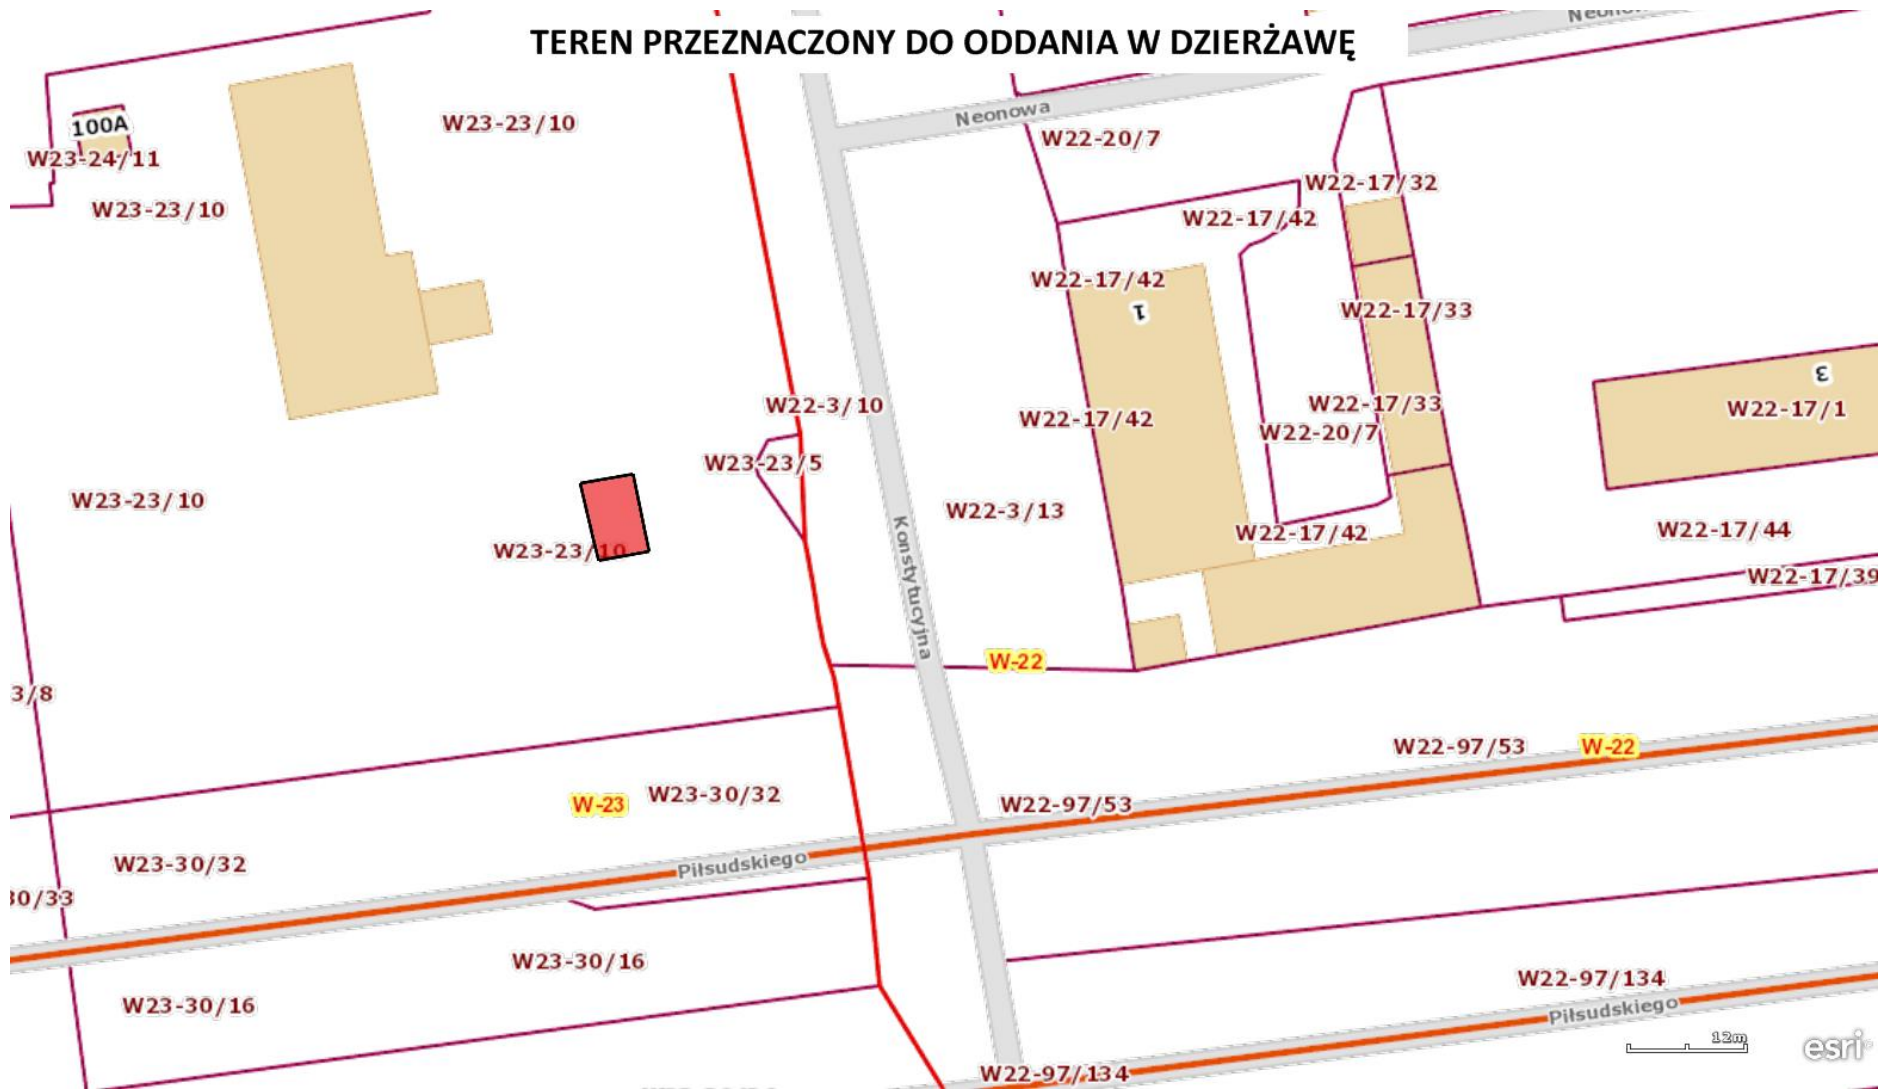 TEREN PRZEZNACZONY DO ODDANIA W DZIERŻAWĘ
Neonowa
100A
W23-23/10
W22-20/7
W23-24/11
W22-17/32
W23-23/10
W22-17/42
W22-17/42
1
W22-17/33
3
W22-3/10
W22-17/33
W22-17/1
W22-17/42
W22-20/7
W23-23/5
W23-23/10
W22-3/13
W22-17/44
W22-17/42
W23-23/10
W22-17/39
Konstytucyjna
W-22
3/8
W22-97/53
W-22
W23-30/32
W-23
W22-97/53
Piłsudskiego
W23-30/32
30/33
W23-30/16
W22-97/134
W23-30/16
Piłsudskiego
12m
esri
W22-97/134